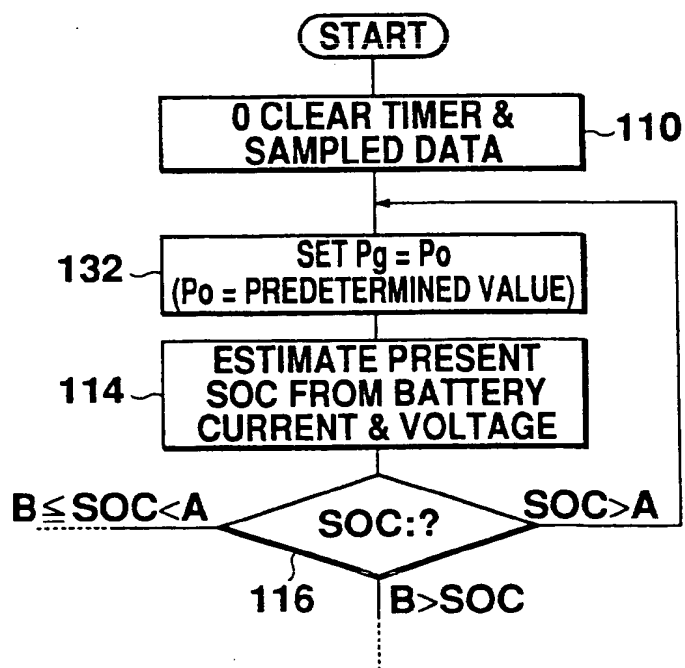 START
0 CLEAR TIMER &
SAMPLED DATA
110
132
SET Pg = Po
(Po = PREDETERMINED VALUE)
114
ESTIMATE PRESENT
SOC FROM BATTERY
CURRENT & VOLTAGE
B≦SOC<A
SOC:?
SOC>A
116
B>SOC